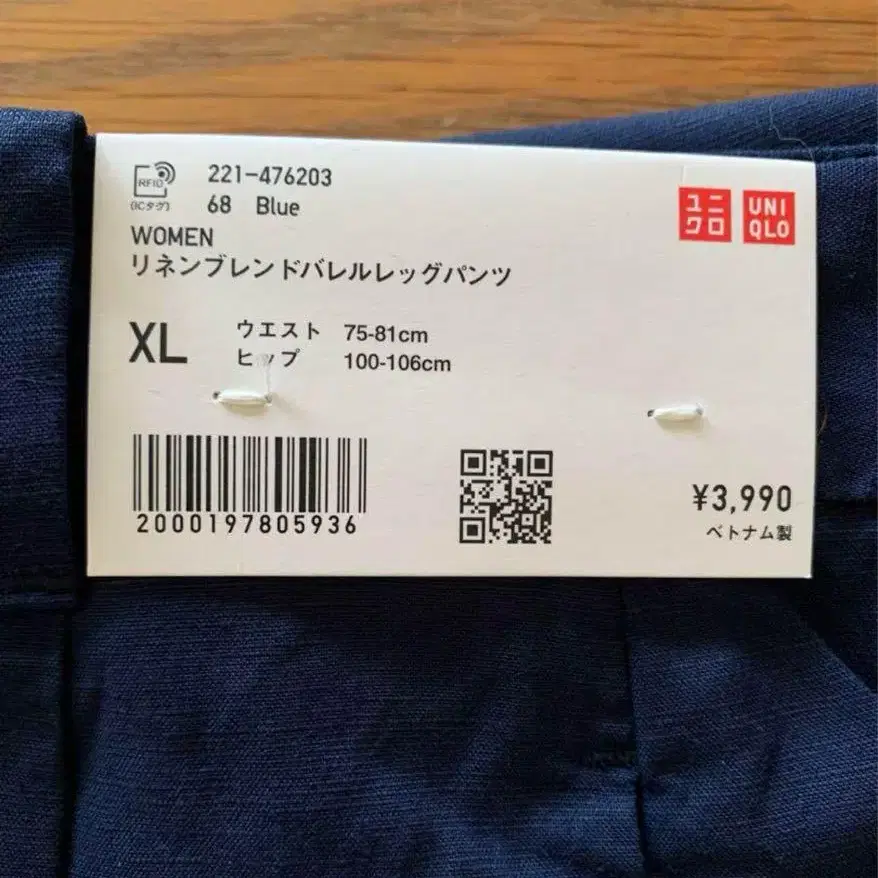 RFID
(ICタグ)
221-476203
68 Blue
WOMEN
リネンブレンドバレルレッグパンツ
ユニ
クロ
UNI
QLO
XL
ウエスト 75-81cm
ヒップ 100-106cm
2000197805936
¥3,990
ベトナム製